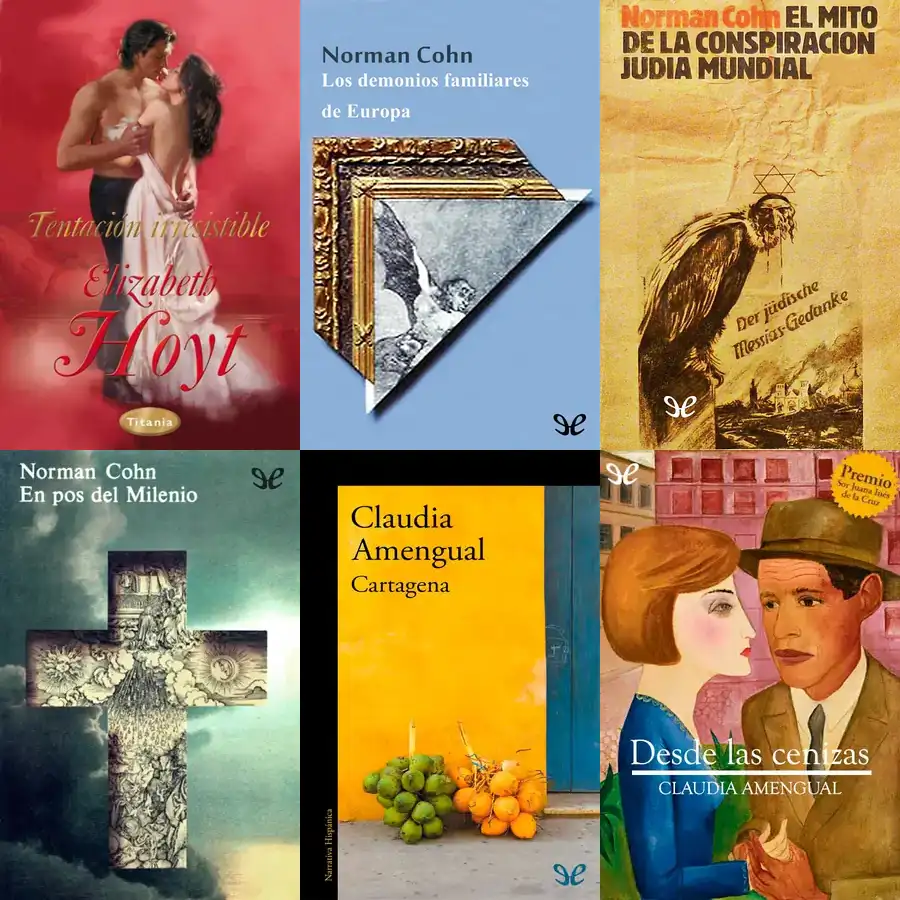 Tentación irresistible
Elizabeth
Hoyt
Titania
Norman Cohn
Los demonios familiares
de Europa
Norman Cohn EL MITO
DE LA CONSPIRACION
JUDIA MUNDIAL
Der jüdische
Messias-Gedanke
Norman Cohn
En pos del Milenio
Claudia
Amengual
Cartagena
Narrativa Hispánica
Premio
Sor Juana Inés
de la Cruz
Desde las cenizas
CLAUDIA AMENGUAL